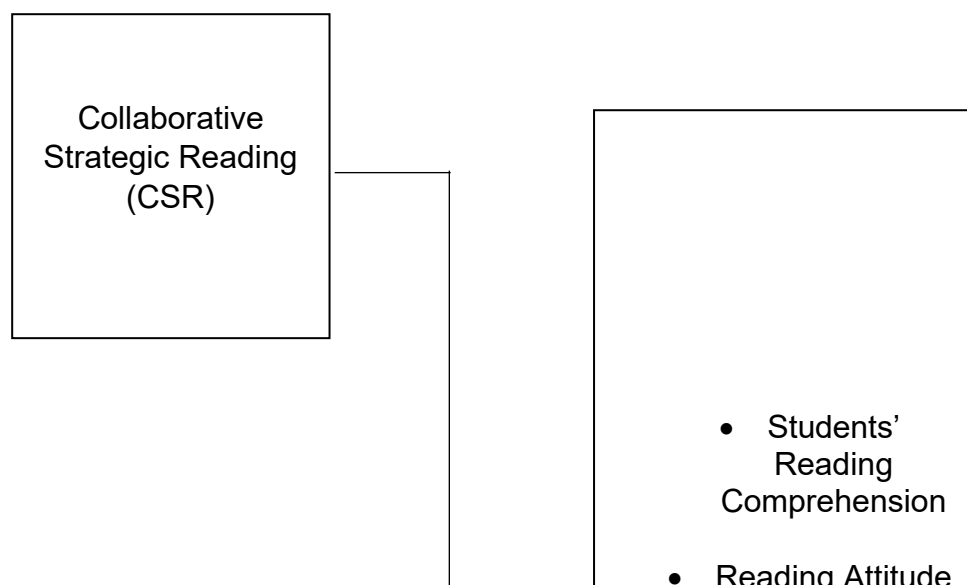 Collaborative
Strategic Reading
(CSR)
• Students’
Reading
Comprehension
• Reading Attitude